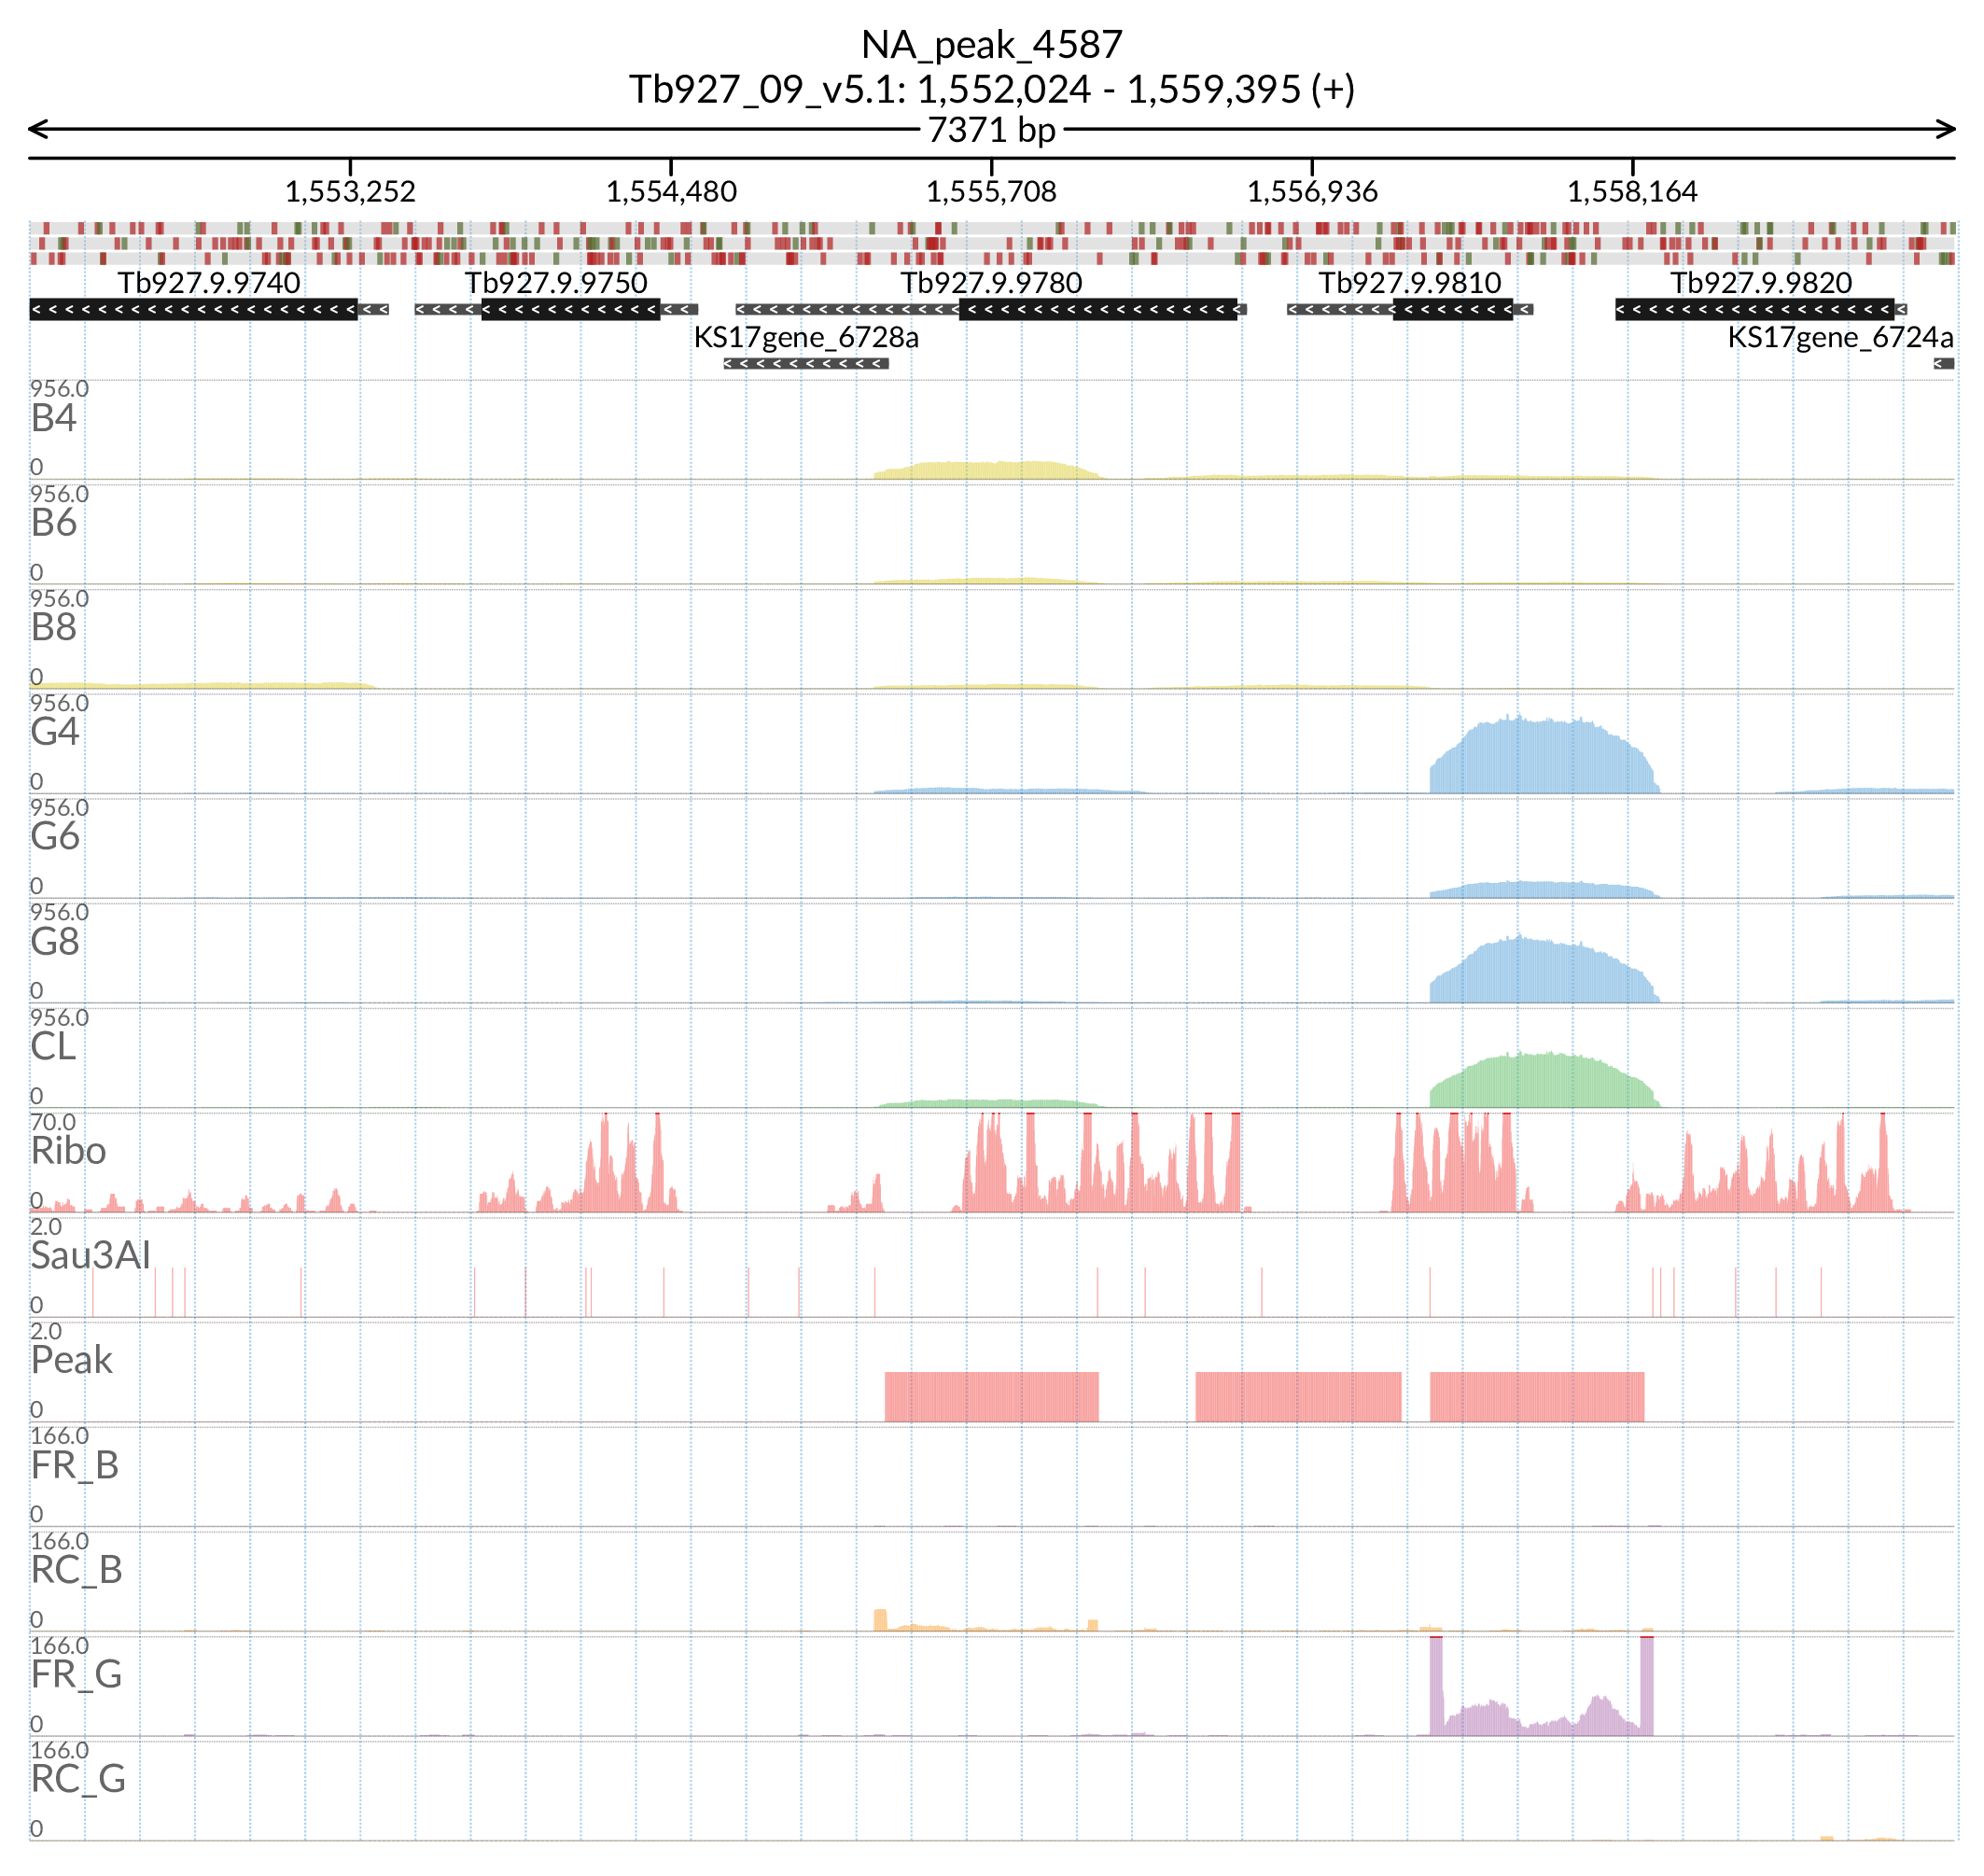 NA_peak_4587
Tb927_09_v5.1: 1,552,024 - 1,559,395 (+)
7371 bp
1,553,252 1,554,480 1,555,708 1,556,936 1,558,164
Tb927.9.9740 Tb927.9.9750 Tb927.9.9780 Tb927.9.9810 Tb927.9.9820
KS17gene_6728a KS17gene_6724a
956.0
B4
0
956.0
B6
0
956.0
B8
0
956.0
G4
0
956.0
G6
0
956.0
G8
0
956.0
CL
0
70.0
Ribo
0
2.0
Sau3AI
0
2.0
Peak
0
166.0
FR_B
0
166.0
RC_B
0
166.0
FR_G
0
166.0
RC_G
0